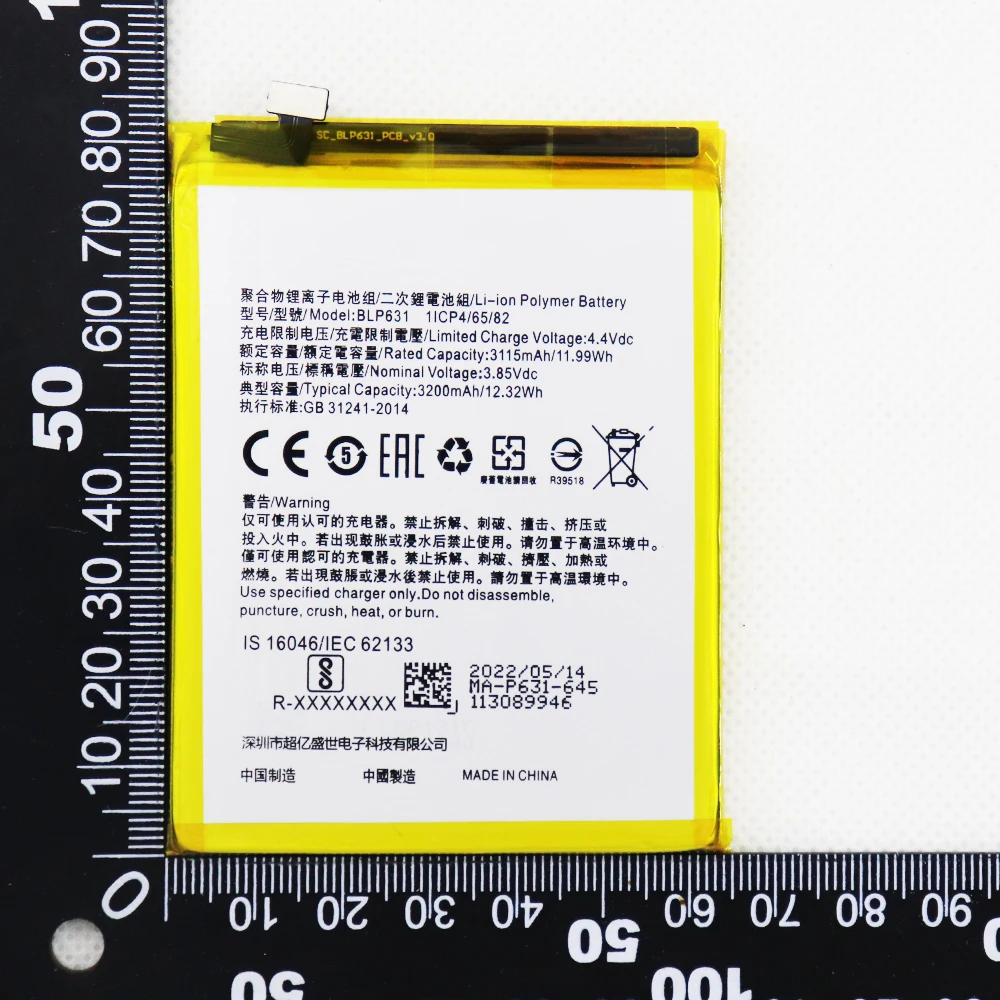 SC_BLP631_PCB_v3.0
聚合物锂离子电池组/二次鋰電池組/Li-ion Polymer Battery
型号/型號/Model:BLP631 1ICP4/65/82
充电限制电压/充電限制電壓/Limited Charge Voltage:4.4Vdc
额定容量/額定電容量/Rated Capacity:3115mAh/11.99Wh
标称电压/標稱電壓/Nominal Voltage:3.85Vdc
典型容量/Typical Capacity:3200mAh/12.32Wh
执行标准:GB 31241-2014
CE 5 EAC
廢舊電池請回收 R39518
警告/Warning
仅可使用认可的充电器。禁止拆解、刺破、撞击、挤压或
投入火中。若出现鼓胀或浸水后禁止使用。请勿置于高温环境中。
僅可使用認可的充電器。禁止拆解、刺破、擠壓、加熱或
燃燒。若出現鼓脹或浸水後禁止使用。請勿置于高溫環境中。
Use specified charger only.Do not disassemble,
puncture, crush, heat, or burn.
IS 16046/IEC 62133
R-XXXXXXXX
2022/05/14
MA-P631-645
113089946
深圳市超亿盛世电子科技有限公司
中国制造 中國製造 MADE IN CHINA
90
80
70
60
50
50
40
30
20
10
0
10 20 30 40 50 60 70 80 90
50 100